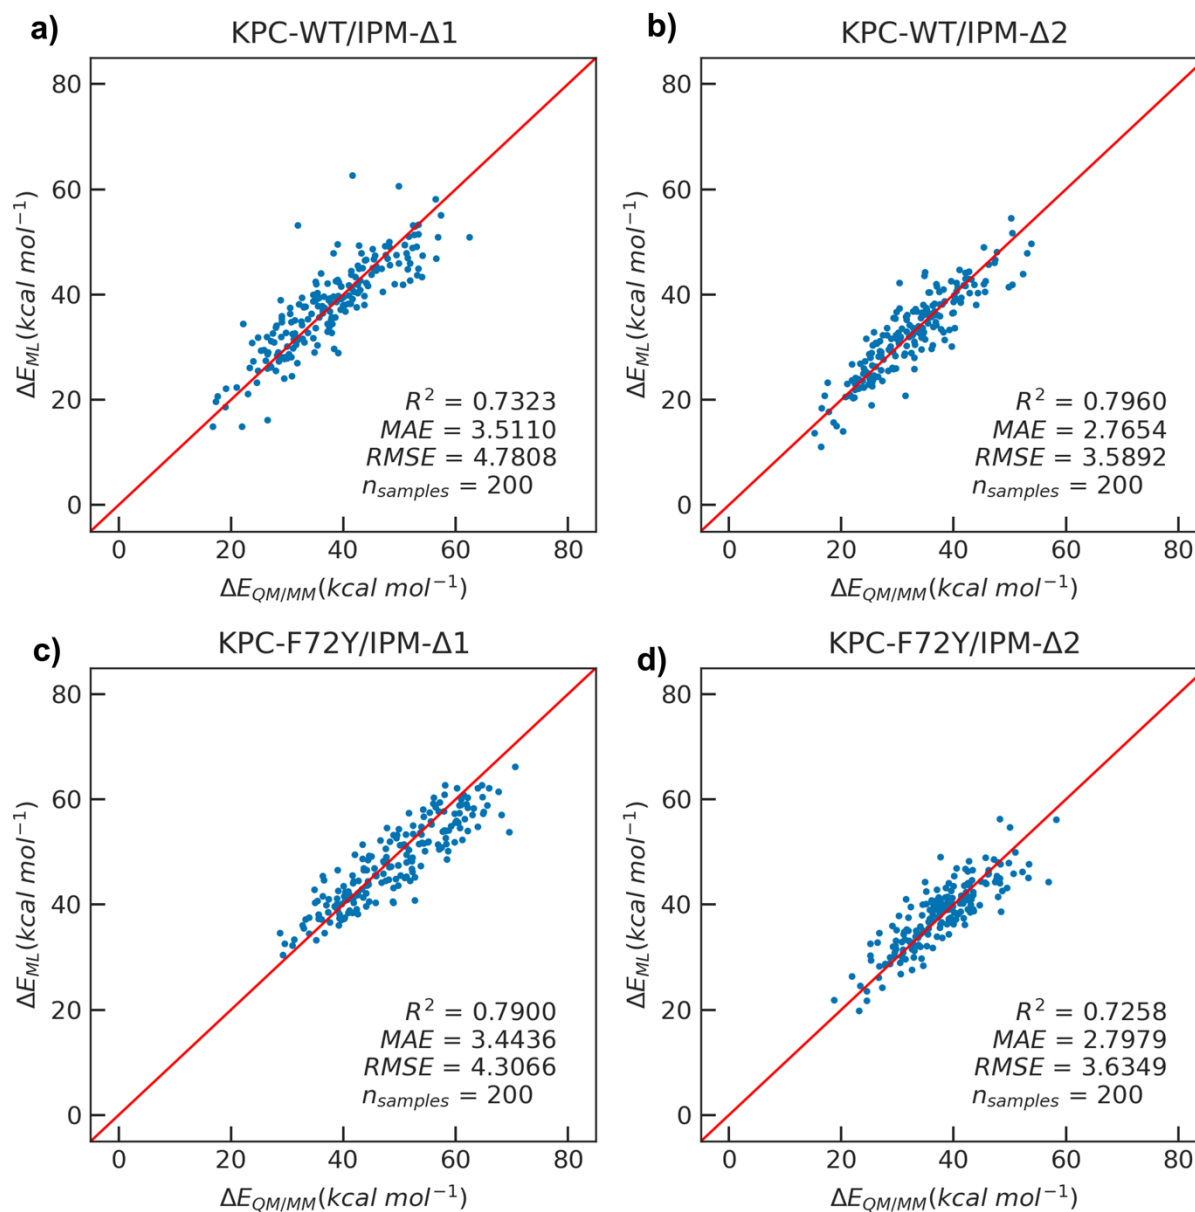 a)
KPC-WT/IPM-Δ1
80
60
40
20
0
ΔE_ML(kcal mol⁻¹)
R² = 0.7323
MAE = 3.5110
RMSE = 4.7808
n_samples = 200
0 20 40 60 80
ΔE_QM/MM(kcal mol⁻¹)
b)
KPC-WT/IPM-Δ2
80
60
40
20
0
ΔE_ML(kcal mol⁻¹)
R² = 0.7960
MAE = 2.7654
RMSE = 3.5892
n_samples = 200
0 20 40 60 80
ΔE_QM/MM(kcal mol⁻¹)
c)
KPC-F72Y/IPM-Δ1
80
60
40
20
0
ΔE_ML(kcal mol⁻¹)
R² = 0.7900
MAE = 3.4436
RMSE = 4.3066
n_samples = 200
0 20 40 60 80
ΔE_QM/MM(kcal mol⁻¹)
d)
KPC-F72Y/IPM-Δ2
80
60
40
20
0
ΔE_ML(kcal mol⁻¹)
R² = 0.7258
MAE = 2.7979
RMSE = 3.6349
n_samples = 200
0 20 40 60 80
ΔE_QM/MM(kcal mol⁻¹)